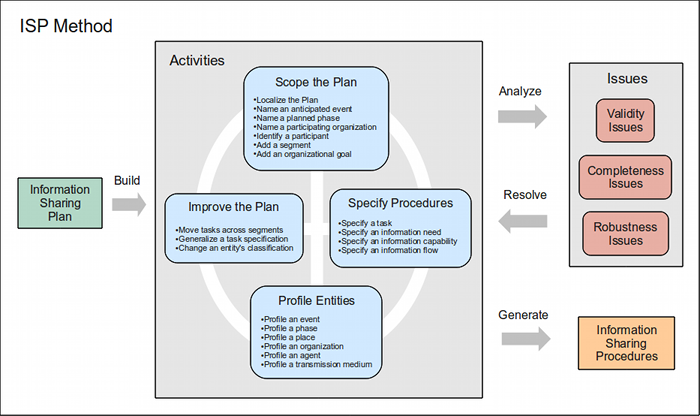 ISP Method
Activities
Scope the Plan
•Localize the Plan
•Name an anticipated event
•Name a planned phase
•Name a participating organization
•Identify a participant
•Add a segment
•Add an organizational goal
Analyze
Issues
Validity
Issues
Completeness
Issues
Robustness
Issues
Information
Sharing
Plan
Build
Improve the Plan
•Move tasks across segments
•Generalize a task specification
•Change an entity's classification
Specify Procedures
•Specify a task
•Specify an information need
•Specify an information capability
•Specify an information flow
Resolve
Profile Entities
•Profile an event
•Profile a phase
•Profile a place
•Profile an organization
•Profile an agent
•Profile a transmission medium
Generate
Information
Sharing
Procedures